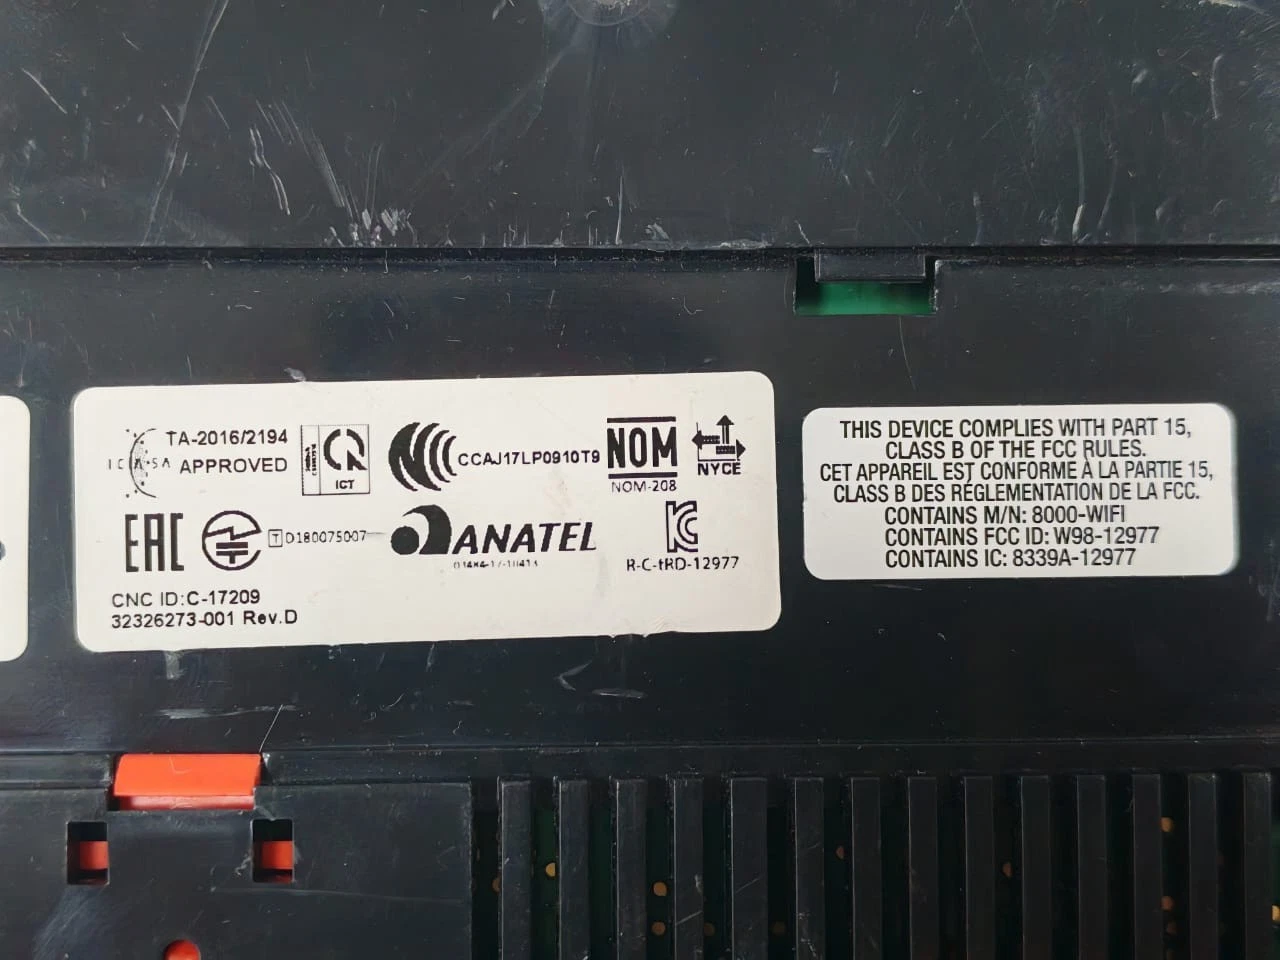 ICASA
TA-2016/2194
APPROVED
ICT
CCAJ17LP0910T9
NOM
NOM-208
NYCE
EAC
T D180075007
ANATEL
R-C-tRD-12977
CNC ID:C-17209
32326273-001 Rev.D
THIS DEVICE COMPLIES WITH PART 15,
CLASS B OF THE FCC RULES.
CET APPAREIL EST CONFORME À LA PARTIE 15,
CLASS B DES RÉGLEMENTATION DE LA FCC.
CONTAINS M/N: 8000-WIFI
CONTAINS FCC ID: W98-12977
CONTAINS IC: 8339A-12977